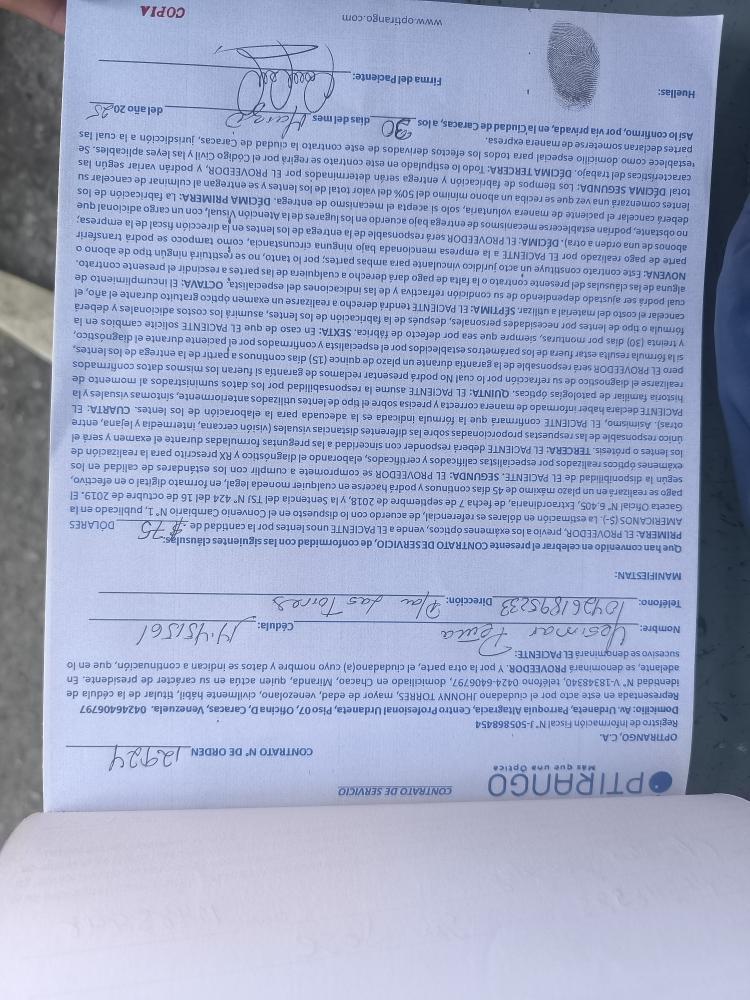 OPTIRANGO
Más que una Óptica
CONTRATO DE SERVICIO
CONTRATO N° DE ORDEN 12924
OPTIRANGO, C.A.
Registro de Información Fiscal N° J-505868454
Domicilio: Av. Urdaneta, Parroquia Altagracia, Centro Profesional Urdaneta, Piso 07, Oficina D, Caracas, Venezuela. 04246406797
Representada en este acto por el ciudadano JHONNY TORRES, mayor de edad, venezolano, civilmente hábil, titular de la cédula de
identidad N° V-18348340, teléfono 0424-6406797, domiciliado en Chacao, Miranda, quien actúa en su carácter de presidente. En
adelante, se denominará PROVEEDOR. Y por la otra parte, el ciudadano(a) cuyo nombre y datos se indica a continuación, que en lo
sucesivo se denominará EL PACIENTE:
Nombre: Yesimar Peña Cédula: 17.451.561
Teléfono: 04261895233 Dirección: Las Torres
MANIFIESTAN:
Que han convenido en celebrar el presente CONTRATO DE SERVICIO, de conformidad con las siguientes cláusulas:
PRIMERA: EL PROVEEDOR, previo a los exámenes ópticos, vende a EL PACIENTE unos lentes por la cantidad de $ 75 DÓLARES
AMERICANOS ($). La estimación en dólares es referencial, de acuerdo con lo dispuesto en el Convenio Cambiario N° 1, publicado en la
Gaceta Oficial N° 6.405, Extraordinaria, de fecha 7 de septiembre de 2018, y la Sentencia del TSJ N° 424 del 16 de octubre de 2019. El
pago se realizará en un plazo máximo de 45 días continuos y podrá hacerse en cualquier moneda legal, en formato digital o en efectivo,
según la disponibilidad de EL PACIENTE. SEGUNDA: EL PROVEEDOR se compromete a cumplir con los estándares de calidad en los
exámenes ópticos realizados por especialistas calificados y certificados, elaborando el diagnóstico y RX prescrito para la realización de
los lentes o prótesis. TERCERA: EL PACIENTE deberá responder con sinceridad a las preguntas formuladas durante el examen y será el
único responsable de las respuestas proporcionadas sobre las diferentes distancias visuales (visión cercana, intermedia y lejana, entre
otras). Asimismo, EL PACIENTE confirmará que la fórmula indicada es la adecuada para la elaboración de los lentes. CUARTA: EL
PACIENTE declara haber informado de manera correcta y precisa sobre el tipo de lentes utilizados anteriormente, síntomas visuales y la
historia familiar de patologías ópticas. QUINTA: EL PACIENTE asume la responsabilidad por los datos suministrados al momento de
realizarse el diagnostico de su refracción por lo cual No podrá presentar reclamos de garantía si fueran los mismos datos confirmados
pero EL PROVEEDOR será responsable de la garantía durante un plazo de quince (15) días continuos a partir de la entrega de los lentes,
si la fórmula resulta estar fuera de los parámetros establecidos por el especialista y confirmados por el paciente durante el diagnóstico,
y treinta (30) días por monturas, siempre que sea por defecto de fábrica. SEXTA: En caso de que EL PACIENTE solicite cambios en la
fórmula o tipo de lentes por necesidades personales, después de la fabricación de los lentes, asumirá los costos adicionales y deberá
cancelar el costo del material a utilizar. SÉPTIMA: EL PACIENTE tendrá derecho a realizarse un examen óptico gratuito durante el año, el
cual podrá ser ajustado dependiendo de su condición refractiva y de las indicaciones del especialista. OCTAVA: El incumplimiento de
alguna de las cláusulas del presente contrato o la falta de pago dará derecho a cualquiera de las partes a rescindir el presente contrato.
NOVENA: Este contrato constituye un acto jurídico vinculante para ambas partes; por lo tanto, no se restituirá ningún tipo de abono o
parte de pago realizado por EL PACIENTE a la empresa mencionada bajo ninguna circunstancia, como tampoco se podrá transferir
abonos de una orden a otra). DÉCIMA: EL PROVEEDOR será responsable de la entrega de los lentes en la dirección fiscal de la empresa;
no obstante, podrán establecerse mecanismos de entrega bajo acuerdo en los lugares de la Atención Visual, con un cargo adicional que
deberá cancelar el paciente de manera voluntaria, solo si acepta el mecanismo de entrega. DÉCIMA PRIMERA: La fabricación de los
lentes comenzará una vez que se reciba un abono mínimo del 50% del valor total de los lentes y se entregan al culminar de cancelar su
total DÉCIMA SEGUNDA: Los tiempos de fabricación y entrega serán determinados por EL PROVEEDOR, y podrán variar según las
características del trabajo. DÉCIMA TERCERA: Todo lo estipulado en este contrato se regirá por el Código Civil y las leyes aplicables. Se
establece como domicilio especial para todos los efectos derivados de este contrato la ciudad de Caracas, jurisdicción a la cual las
partes declaran someterse de manera expresa.
Así lo confirmo, por vía privada, en la Ciudad de Caracas, a los 30 días del mes Marzo del año 2025
Huellas:
Firma del Paciente:
www.optirango.com
COPIA